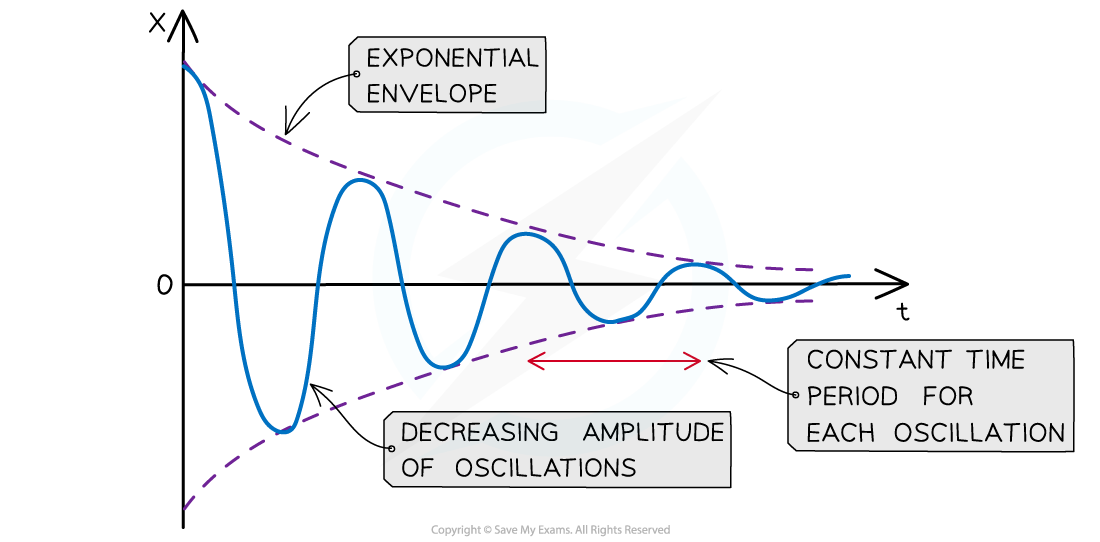 X
EXPONENTIAL
ENVELOPE
0
t
CONSTANT TIME
PERIOD FOR
EACH OSCILLATION
DECREASING AMPLITUDE
OF OSCILLATIONS
Copyright © Save My Exams. All Rights Reserved